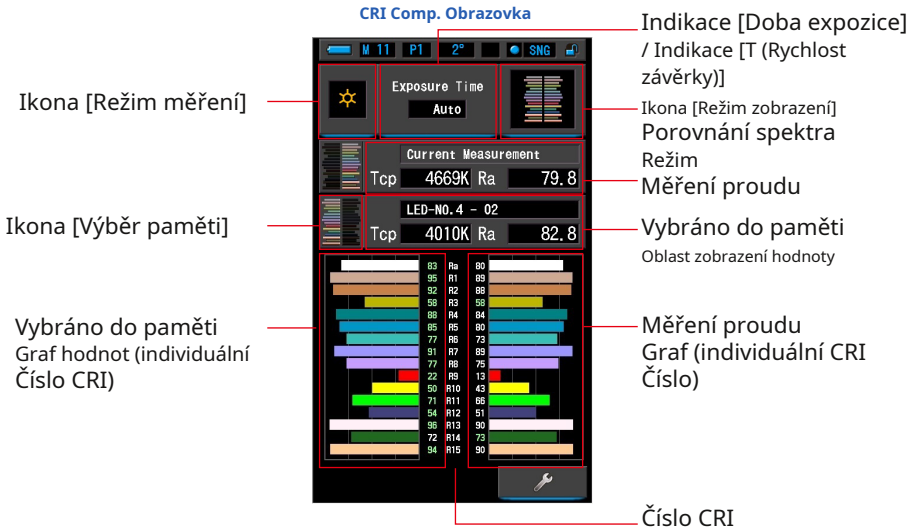 CRI Comp. Obrazovka
Indikace [Doba expozice]
/ Indikace [T (Rychlost
závěrky)]
Ikona [Režim zobrazení]
Porovnání spektra
Režim
Měření proudu
Vybráno do paměti
Oblast zobrazení hodnoty
Měření proudu
Graf (individuální CRI
Číslo)
Číslo CRI
Ikona [Režim měření]
Ikona [Výběr paměti]
Vybráno do paměti
Graf hodnot (individuální
Číslo CRI)
M 11 P1 2° SNG
Exposure Time
Auto
Current Measurement
Tcp 4669K Ra 79.8
LED-NO.4 - 02
Tcp 4010K Ra 82.8
83 Ra 80
95 R1 89
92 R2 88
58 R3 58
88 R4 84
85 R5 80
77 R6 73
91 R7 89
77 R8 75
22 R9 13
50 R10 43
71 R11 66
54 R12 51
96 R13 90
72 R14 73
94 R15 90